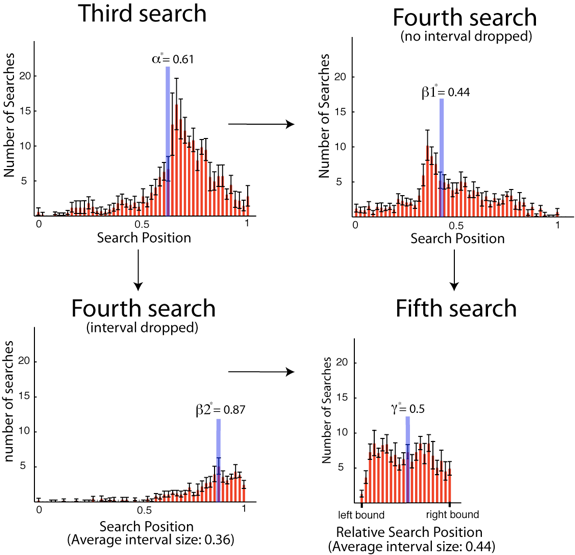 Third search
Number of Searches
α° = 0.61
20
15
10
5
0
0.5
1
Search Position
Fourth search
(no interval dropped)
Number of Searches
β1° = 0.44
20
15
10
5
0
0.5
1
Search Position
Fourth search
(interval dropped)
number of searches
β2° = 0.87
20
15
10
5
0
0.5
1
Search Position
(Average interval size: 0.36)
Fifth search
Number of Searches
γ° = 0.5
20
15
10
5
left bound
right bound
Relative Search Position
(Average interval size: 0.44)